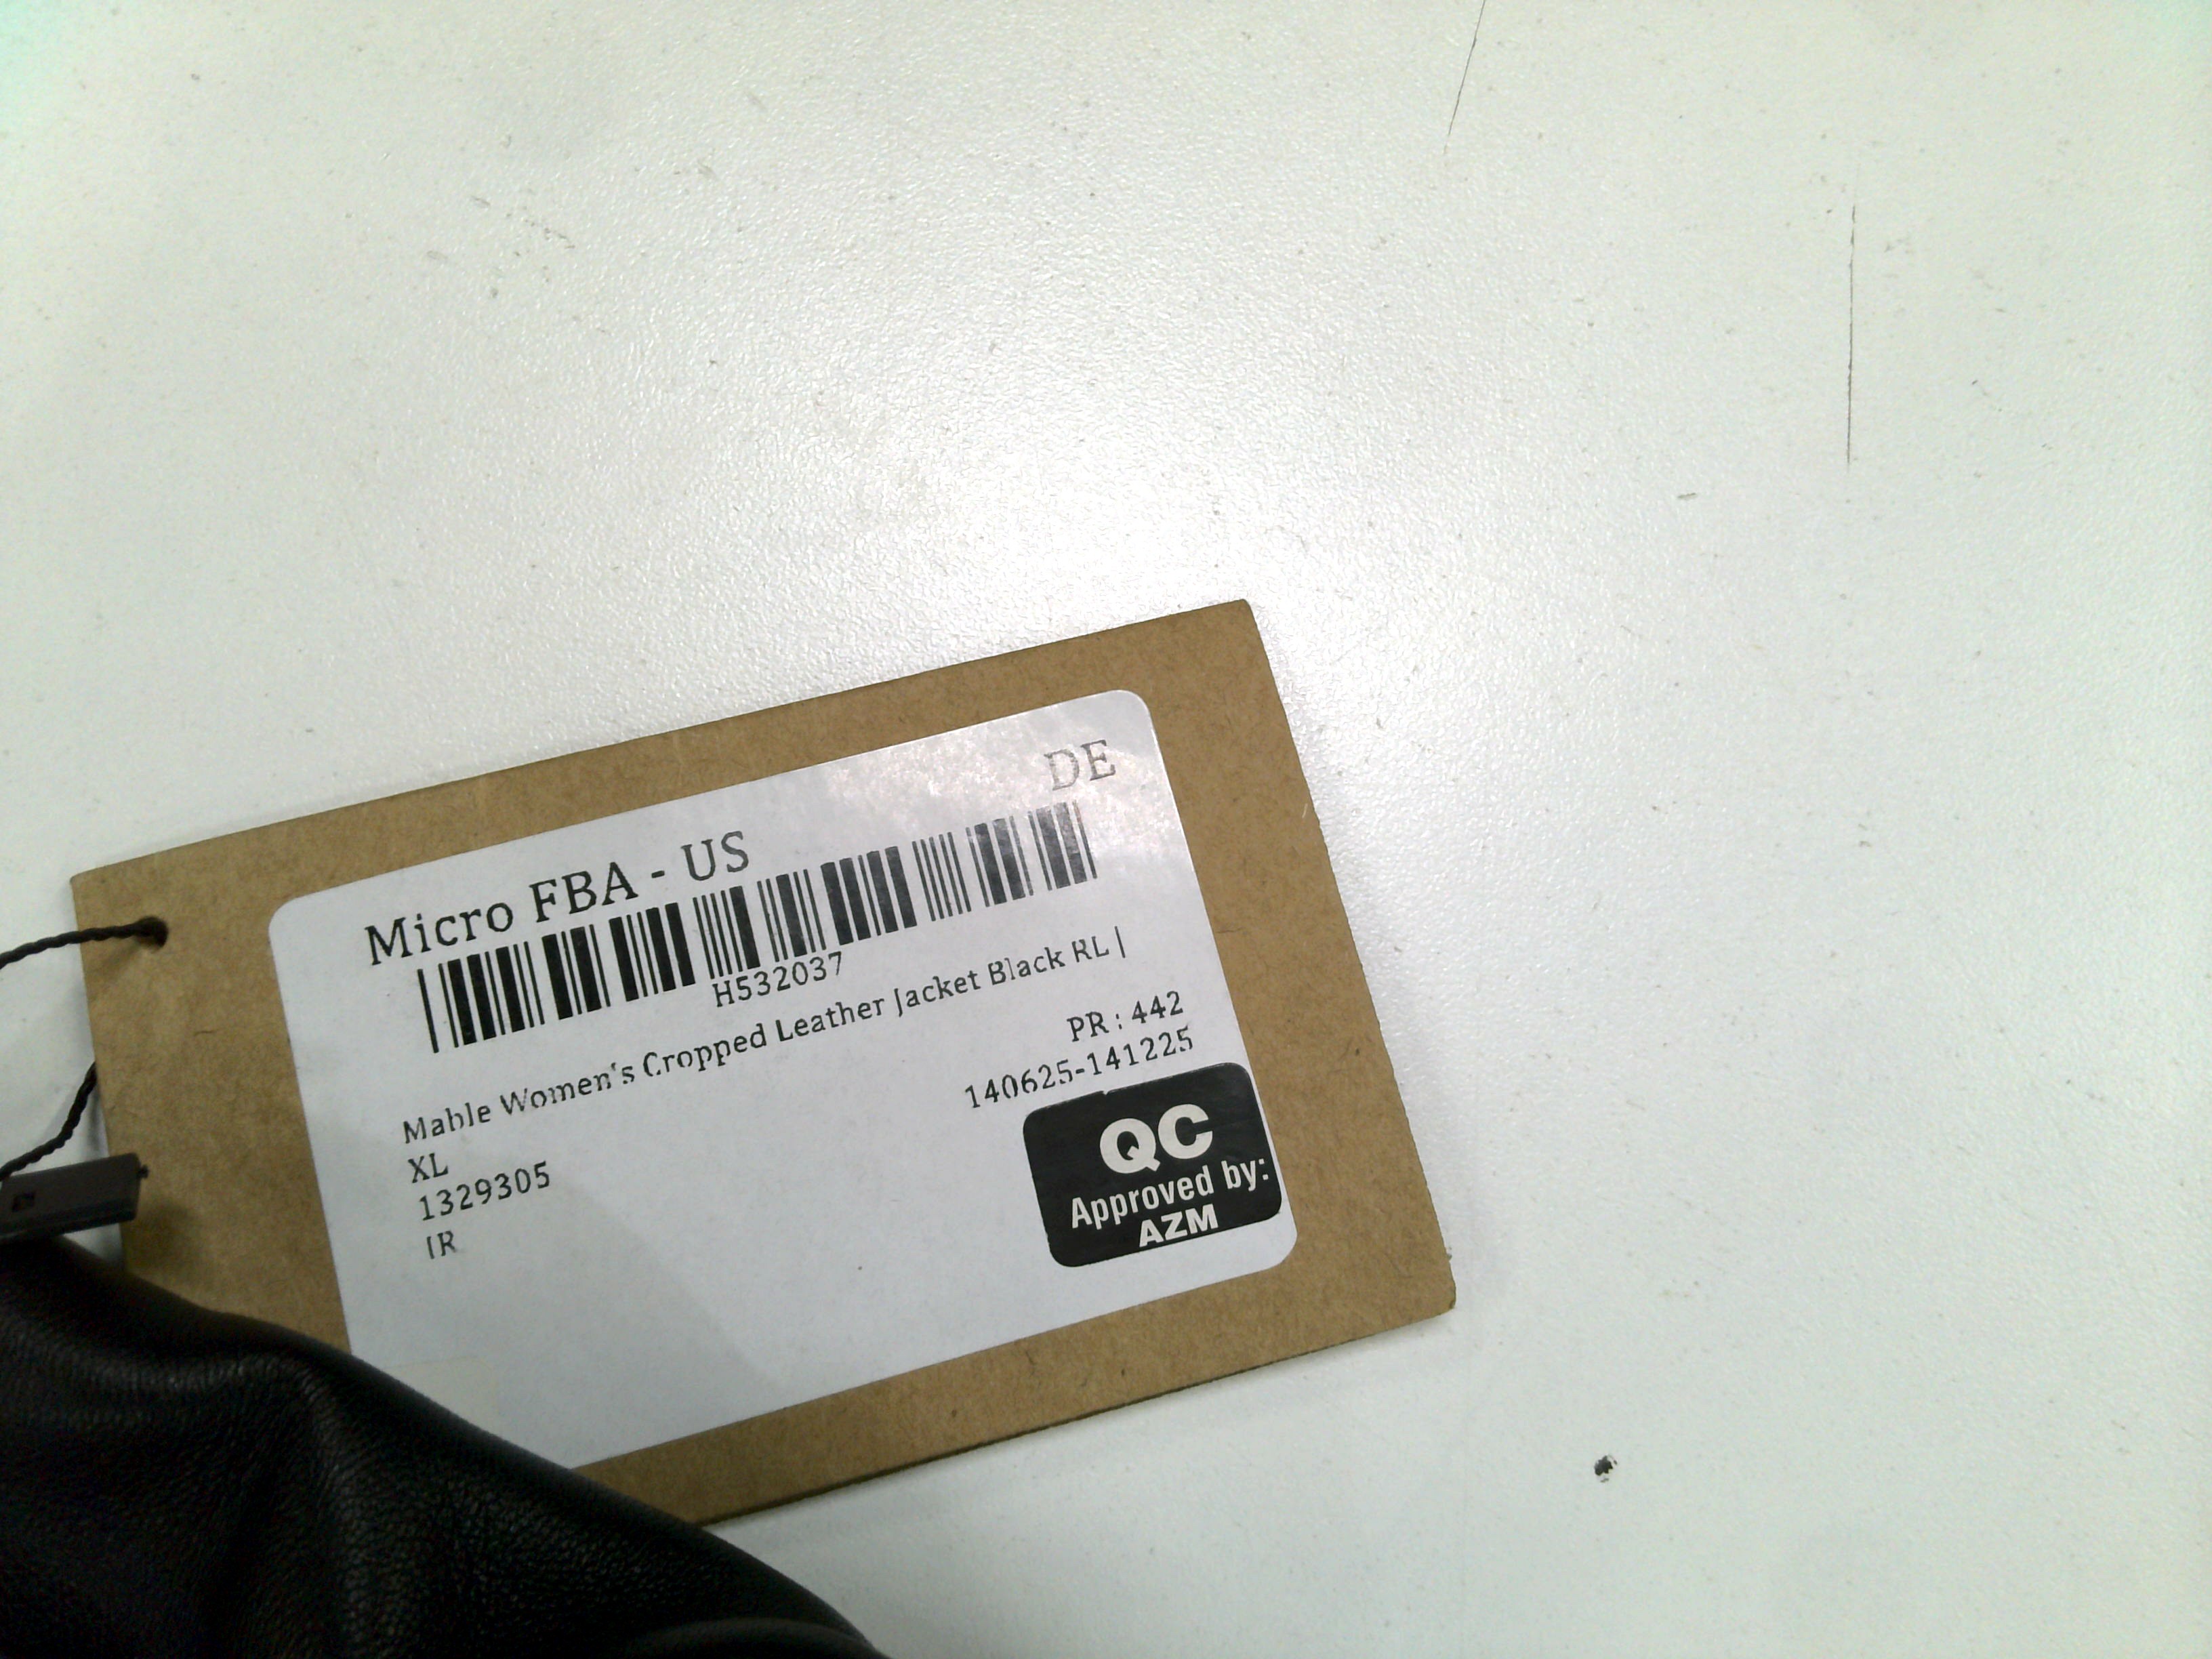 DE
Micro FBA - US
H532037
Mable Women's Cropped Leather Jacket Black RL |
XL
1329305
IR
PR : 442
140625-141225
QC
Approved by:
AZM